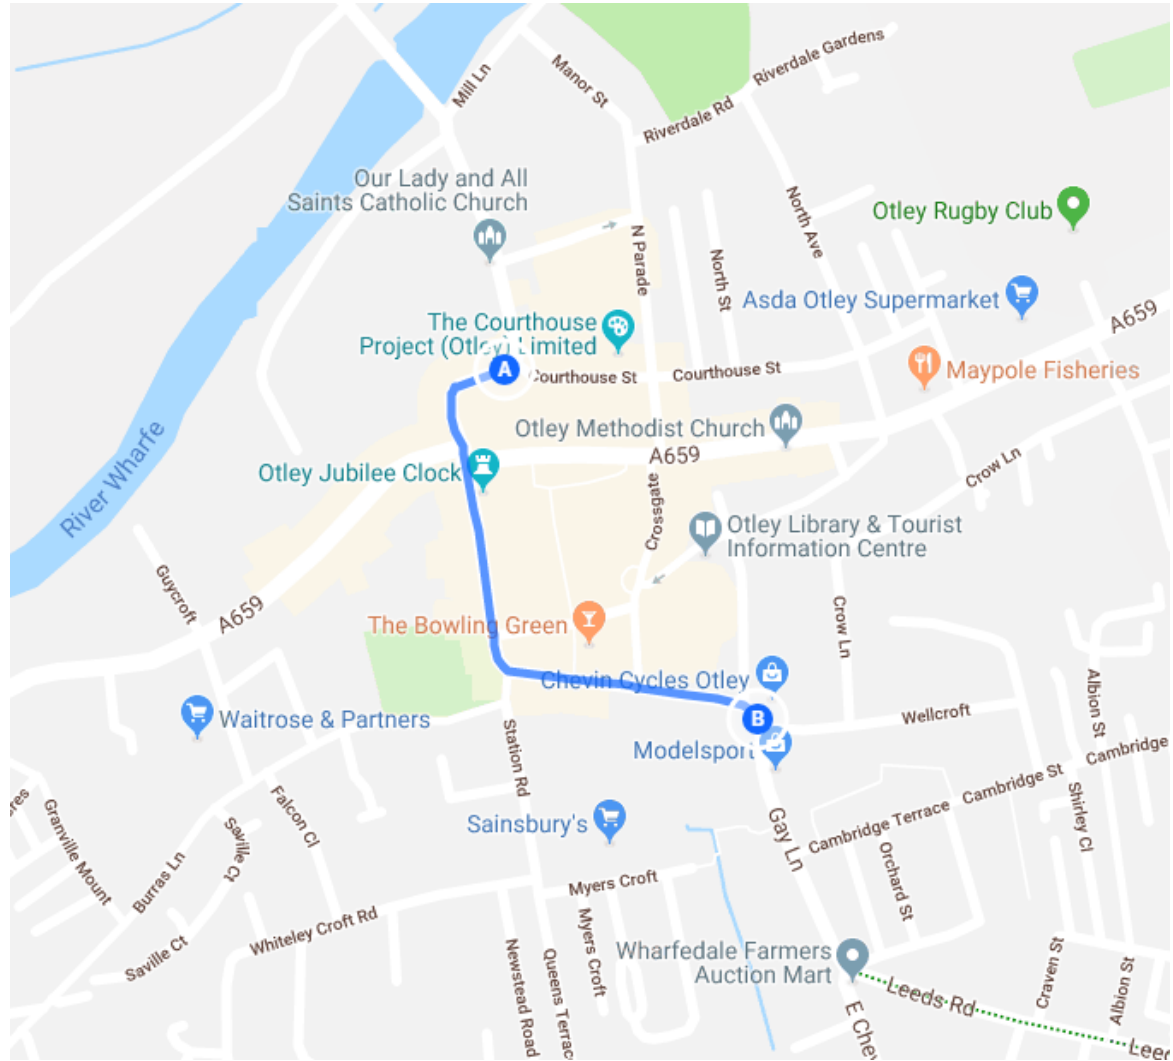 Mill Ln
Manor St
Riverdale Gardens
Riverdale Rd
Our Lady and All
Saints Catholic Church
North Ave
Otley Rugby Club
N Parade
North St
Asda Otley Supermarket
A659
The Courthouse
Project (Otley) Limited
A
Courthouse St
Courthouse St
Maypole Fisheries
Otley Methodist Church
A659
Otley Jubilee Clock
Crow Ln
River Wharfe
Crossgate
Otley Library & Tourist
Information Centre
Guycroft
A659
The Bowling Green
Crow Ln
Chevin Cycles Otley
Albion St
Waitrose & Partners
B
Wellcroft
Modelsport
Station Rd
Cambridge
Cambridge St
Cambridge Terrace
Shirley Cl
Falcon Cl
Sainsbury's
Gay Ln
Granville Mount
Saville Ct
Orchard St
Burras Ln
Myers Croft
Whiteley Croft Rd
Myers Croft
Saville Ct
Newstead Road
Queens Terrac
Wharfedale Farmers
Auction Mart
Leeds Rd
Craven St
Albion St
E Che
Lee